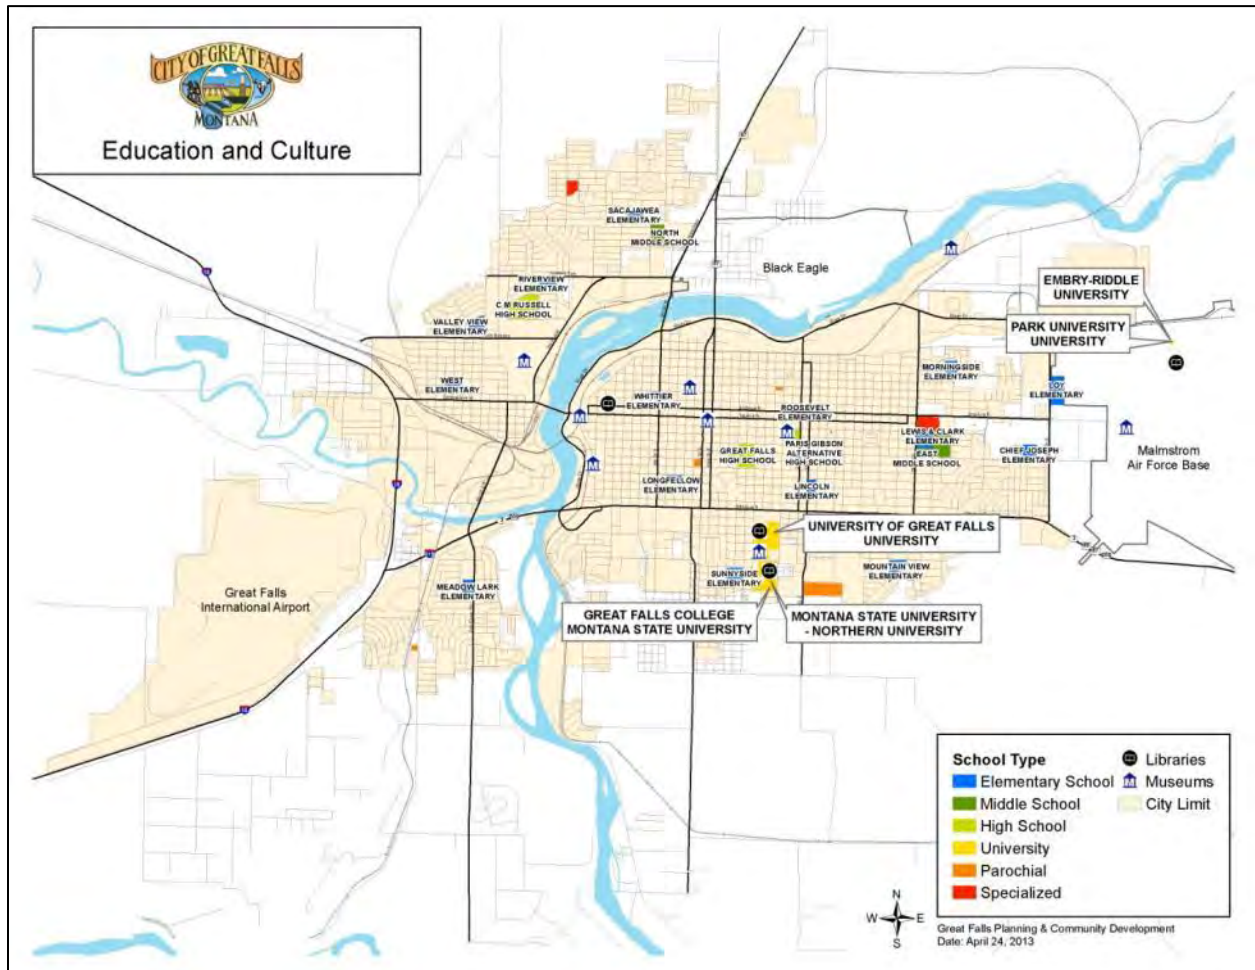 CITY OF GREAT FALLS
MONTANA
Education and Culture
SACAJAWEA
ELEMENTARY
NORTH
MIDDLE SCHOOL
Black Eagle
RIVERVIEW
ELEMENTARY
C M RUSSELL
HIGH SCHOOL
VALLEY VIEW
ELEMENTARY
EMBRY-RIDDLE
UNIVERSITY
PARK UNIVERSITY
UNIVERSITY
WEST
ELEMENTARY
WHITTIER
ELEMENTARY
MORNINGSIDE
ELEMENTARY
LOY
ELEMENTARY
ROOSEVELT
ELEMENTARY
GREAT FALLS
HIGH SCHOOL
PARIS GIBSON
ALTERNATIVE
HIGH SCHOOL
LEWIS & CLARK
ELEMENTARY
EAST
MIDDLE SCHOOL
CHIEF JOSEPH
ELEMENTARY
Malmstrom
Air Force Base
LONGFELLOW
ELEMENTARY
LINCOLN
ELEMENTARY
UNIVERSITY OF GREAT FALLS
UNIVERSITY
SUNNYSIDE
ELEMENTARY
MOUNTAIN VIEW
ELEMENTARY
MEADOW LARK
ELEMENTARY
Great Falls
International Airport
GREAT FALLS COLLEGE
MONTANA STATE UNIVERSITY
MONTANA STATE UNIVERSITY
- NORTHERN UNIVERSITY
School Type
Elementary School
Middle School
High School
University
Parochial
Specialized
Libraries
Museums
City Limit
N
W
E
S
Great Falls Planning & Community Development
Date: April 24, 2013